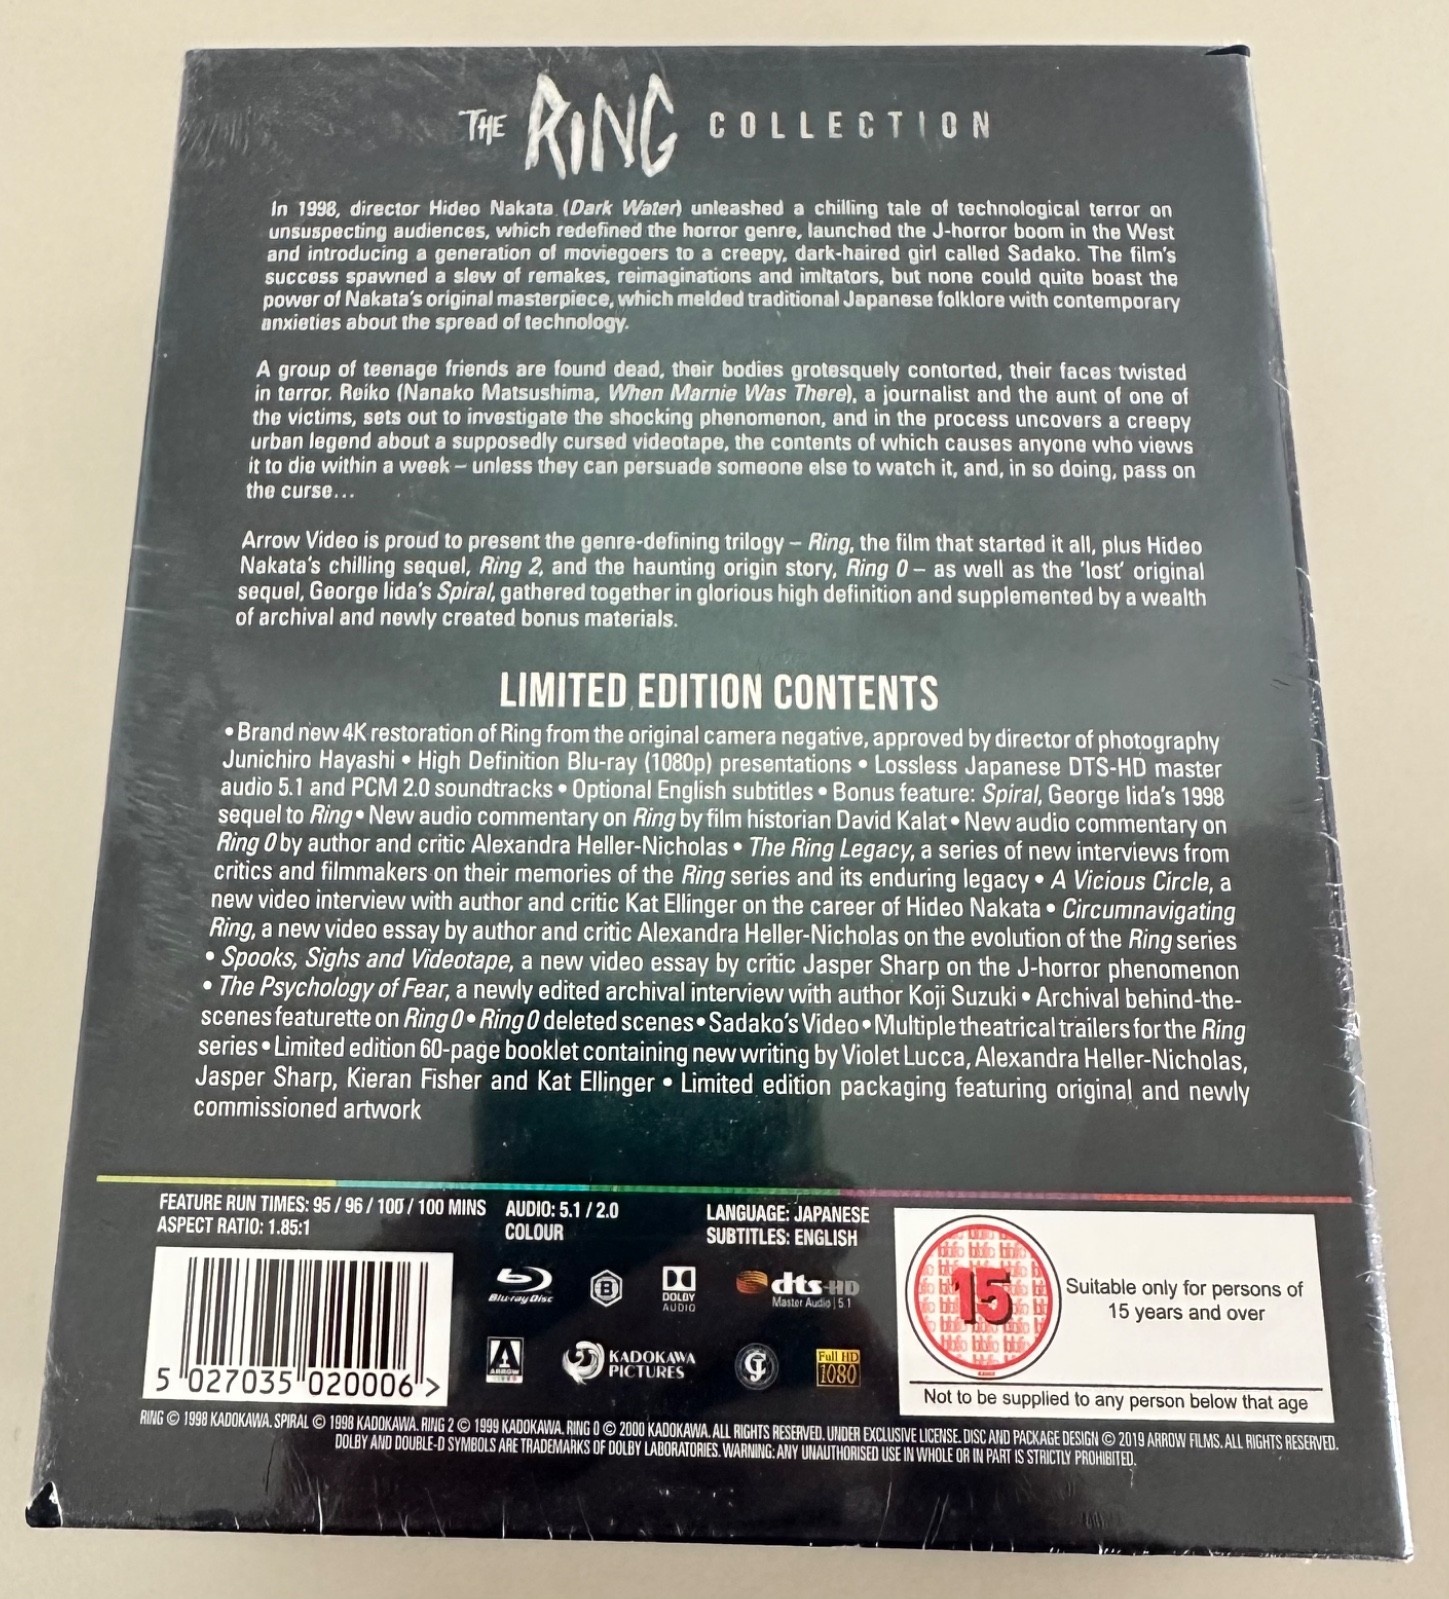 THE RING COLLECTION
In 1998, director Hideo Nakata (Dark Water) unleashed a chilling tale of technological terror on
unsuspecting audiences, which redefined the horror genre, launched the J-horror boom in the West
and introducing a generation of moviegoers to a creepy, dark-haired girl called Sadako. The film's
success spawned a slew of remakes, reimaginations and imitators, but none could quite boast the
power of Nakata's original masterpiece, which melded traditional Japanese folklore with contemporary
anxieties about the spread of technology.
A group of teenage friends are found dead, their bodies grotesquely contorted, their faces twisted
in terror. Reiko (Nanako Matsushima, When Marnie Was There), a journalist and the aunt of one of
the victims, sets out to investigate the shocking phenomenon, and in the process uncovers a creepy
urban legend about a supposedly cursed videotape, the contents of which causes anyone who views
it to die within a week – unless they can persuade someone else to watch it, and, in so doing, pass on
the curse...
Arrow Video is proud to present the genre-defining trilogy – Ring, the film that started it all, plus Hideo
Nakata's chilling sequel, Ring 2, and the haunting origin story, Ring 0 – as well as the 'lost' original
sequel, George Iida's Spiral, gathered together in glorious high definition and supplemented by a wealth
of archival and newly created bonus materials.
LIMITED EDITION CONTENTS
• Brand new 4K restoration of Ring from the original camera negative, approved by director of photography
Junichiro Hayashi • High Definition Blu-ray (1080p) presentations • Lossless Japanese DTS-HD master
audio 5.1 and PCM 2.0 soundtracks • Optional English subtitles • Bonus feature: Spiral, George Iida's 1998
sequel to Ring • New audio commentary on Ring by film historian David Kalat • New audio commentary on
Ring 0 by author and critic Alexandra Heller-Nicholas • The Ring Legacy, a series of new interviews from
critics and filmmakers on their memories of the Ring series and its enduring legacy • A Vicious Circle, a
new video interview with author and critic Kat Ellinger on the career of Hideo Nakata • Circumnavigating
Ring, a new video essay by author and critic Alexandra Heller-Nicholas on the evolution of the Ring series
• Spooks, Sighs and Videotape, a new video essay by critic Jasper Sharp on the J-horror phenomenon
• The Psychology of Fear, a newly edited archival interview with author Koji Suzuki • Archival behind-the-
scenes featurette on Ring 0 • Ring 0 deleted scenes • Sadako's Video • Multiple theatrical trailers for the Ring
series • Limited edition 60-page booklet containing new writing by Violet Lucca, Alexandra Heller-Nicholas,
Jasper Sharp, Kieran Fisher and Kat Ellinger • Limited edition packaging featuring original and newly
commissioned artwork
FEATURE RUN TIMES: 95 / 96 / 100 / 100 MINS AUDIO: 5.1 / 2.0 LANGUAGE: JAPANESE
ASPECT RATIO: 1.85:1 COLOUR SUBTITLES: ENGLISH
Blu-ray Disc B DOLBY AUDIO dts-HD Master Audio | 5.1
ARROW KADOKAWA PICTURES Full HD 1080
15 Suitable only for persons of
15 years and over
Not to be supplied to any person below that age
5 027035 020006 >
RING © 1998 KADOKAWA. SPIRAL © 1998 KADOKAWA. RING 2 © 1999 KADOKAWA. RING 0 © 2000 KADOKAWA. ALL RIGHTS RESERVED. UNDER EXCLUSIVE LICENSE. DISC AND PACKAGE DESIGN © 2019 ARROW FILMS. ALL RIGHTS RESERVED.
DOLBY AND DOUBLE-D SYMBOLS ARE TRADEMARKS OF DOLBY LABORATORIES. WARNING: ANY UNAUTHORISED USE IN WHOLE OR IN PART IS STRICTLY PROHIBITED.